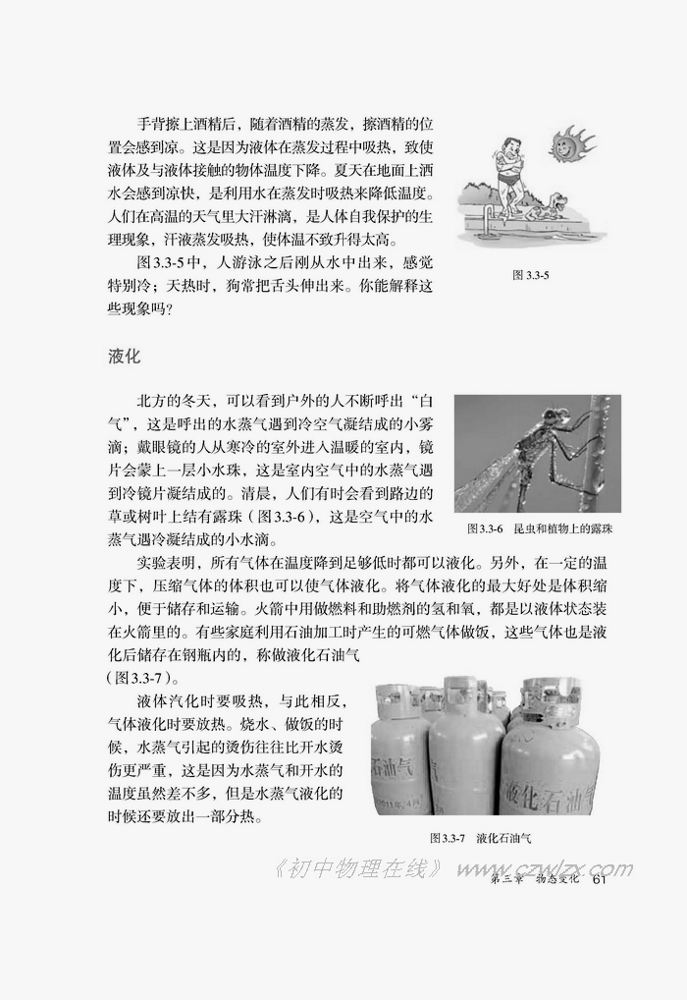 手背擦上酒精后，随着酒精的蒸发，擦酒精的位
置会感到凉。这是因为液体在蒸发过程中吸热，致使
液体及与液体接触的物体温度下降。夏天在地面上洒
水会感到凉快，是利用水在蒸发时吸热来降低温度。
人们在高温的天气里大汗淋漓，是人体自我保护的生
理现象，汗液蒸发吸热，使体温不致升得太高。
图3.3-5中，人游泳之后刚从水中出来，感觉
特别冷；天热时，狗常把舌头伸出来。你能解释这
些现象吗？
图 3.3-5
液化
北方的冬天，可以看到户外的人不断呼出“白
气”，这是呼出的水蒸气遇到冷空气凝结成的小雾
滴；戴眼镜的人从寒冷的室外进入温暖的室内，镜
片会蒙上一层小水珠，这是室内空气中的水蒸气遇
到冷镜片凝结成的。清晨，人们有时会看到路边的
草或树叶上结有露珠（图3.3-6），这是空气中的水
蒸气遇冷凝结成的小水滴。
图3.3-6 昆虫和植物上的露珠
实验表明，所有气体在温度降到足够低时都可以液化。另外，在一定的温
度下，压缩气体的体积也可以使气体液化。将气体液化的最大好处是体积缩
小，便于储存和运输。火箭中用做燃料和助燃剂的氢和氧，都是以液体状态装
在火箭里的。有些家庭利用石油加工时产生的可燃气体做饭，这些气体也是液
化后储存在钢瓶内的，称做液化石油气
（图3.3-7）。
液体汽化时要吸热，与此相反，
气体液化时要放热。烧水、做饭的时
候，水蒸气引起的烫伤往往比开水烫
伤更严重，这是因为水蒸气和开水的
温度虽然差不多，但是水蒸气液化的
时候还要放出一部分热。
石油气
2011年.4月
液化石油气
图3.3-7 液化石油气
《初中物理在线》 www.czwlzx.com
第三章 物态变化 61